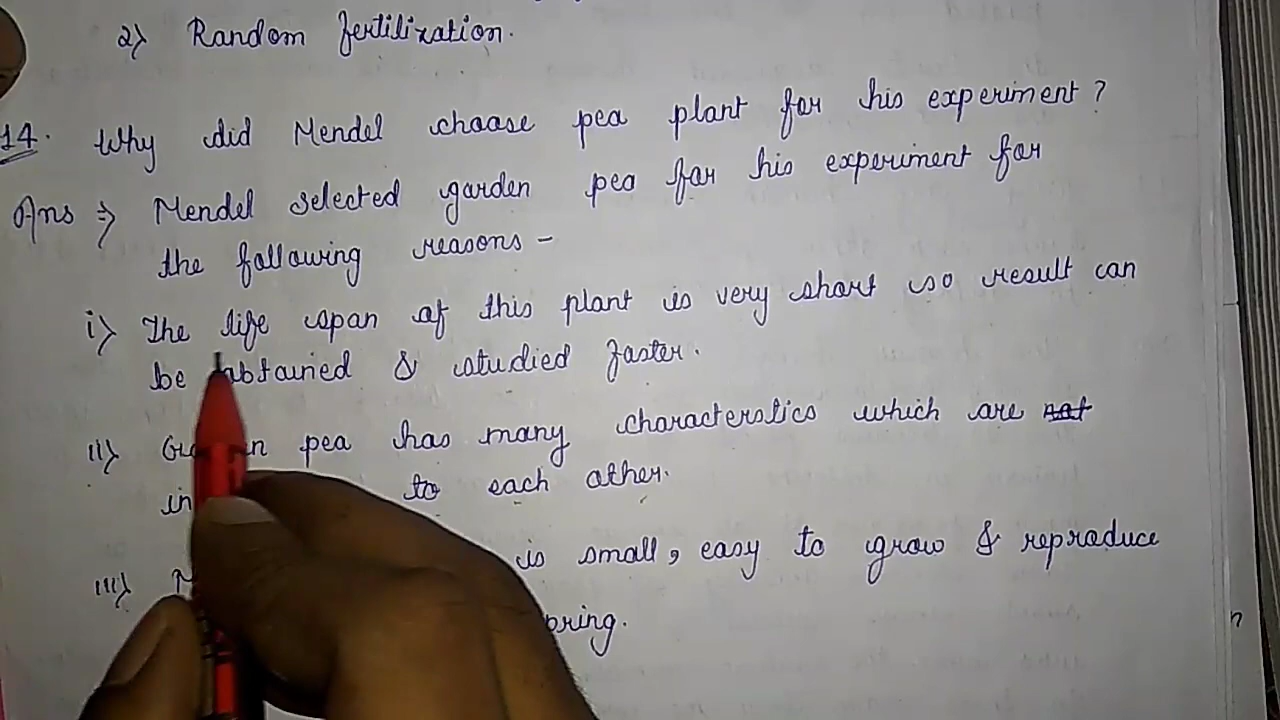 2) Random fertilization.
14. Why did Mendel choose pea plant for his experiment?
Ans ⇒ Mendel selected garden pea for his experiment for
the following reasons -
i) The life span of this plant is very short so result can
be obtained & studied faster.
ii) pea has many characterstics which are not
to each other.
iii) is small, easy to grow & reproduce